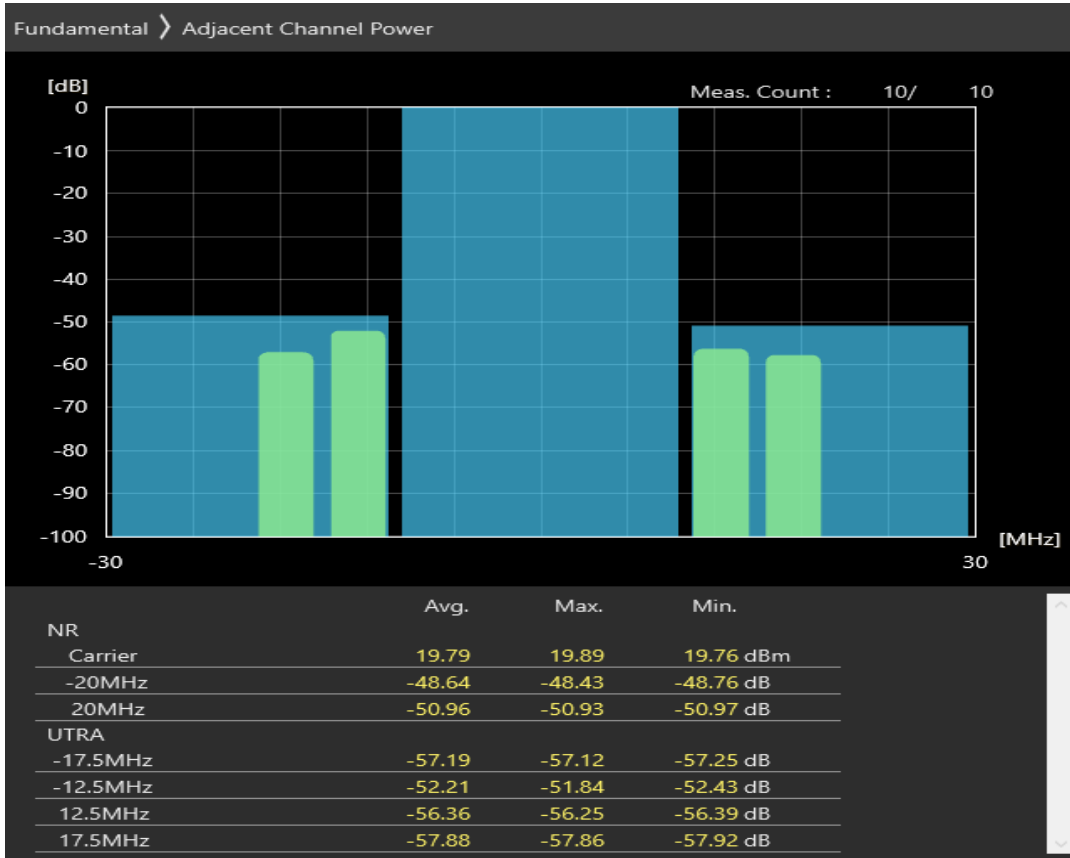 Fundamental ❭ Adjacent Channel Power
[dB]
Meas. Count : 10/ 10
0
-10
-20
-30
-40
-50
-60
-70
-80
-90
-100
[MHz]
-30 30
Avg. Max. Min.
NR
Carrier 19.79 19.89 19.76 dBm
-20MHz -48.64 -48.43 -48.76 dB
20MHz -50.96 -50.93 -50.97 dB
UTRA
-17.5MHz -57.19 -57.12 -57.25 dB
-12.5MHz -52.21 -51.84 -52.43 dB
12.5MHz -56.36 -56.25 -56.39 dB
17.5MHz -57.88 -57.86 -57.92 dB